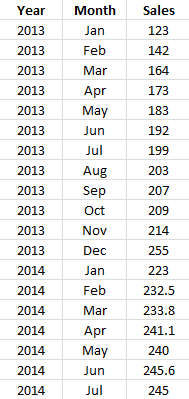 Year Month Sales
2013 Jan 123
2013 Feb 142
2013 Mar 164
2013 Apr 173
2013 May 183
2013 Jun 192
2013 Jul 199
2013 Aug 203
2013 Sep 207
2013 Oct 209
2013 Nov 214
2013 Dec 255
2014 Jan 223
2014 Feb 232.5
2014 Mar 233.8
2014 Apr 241.1
2014 May 240
2014 Jun 245.6
2014 Jul 245